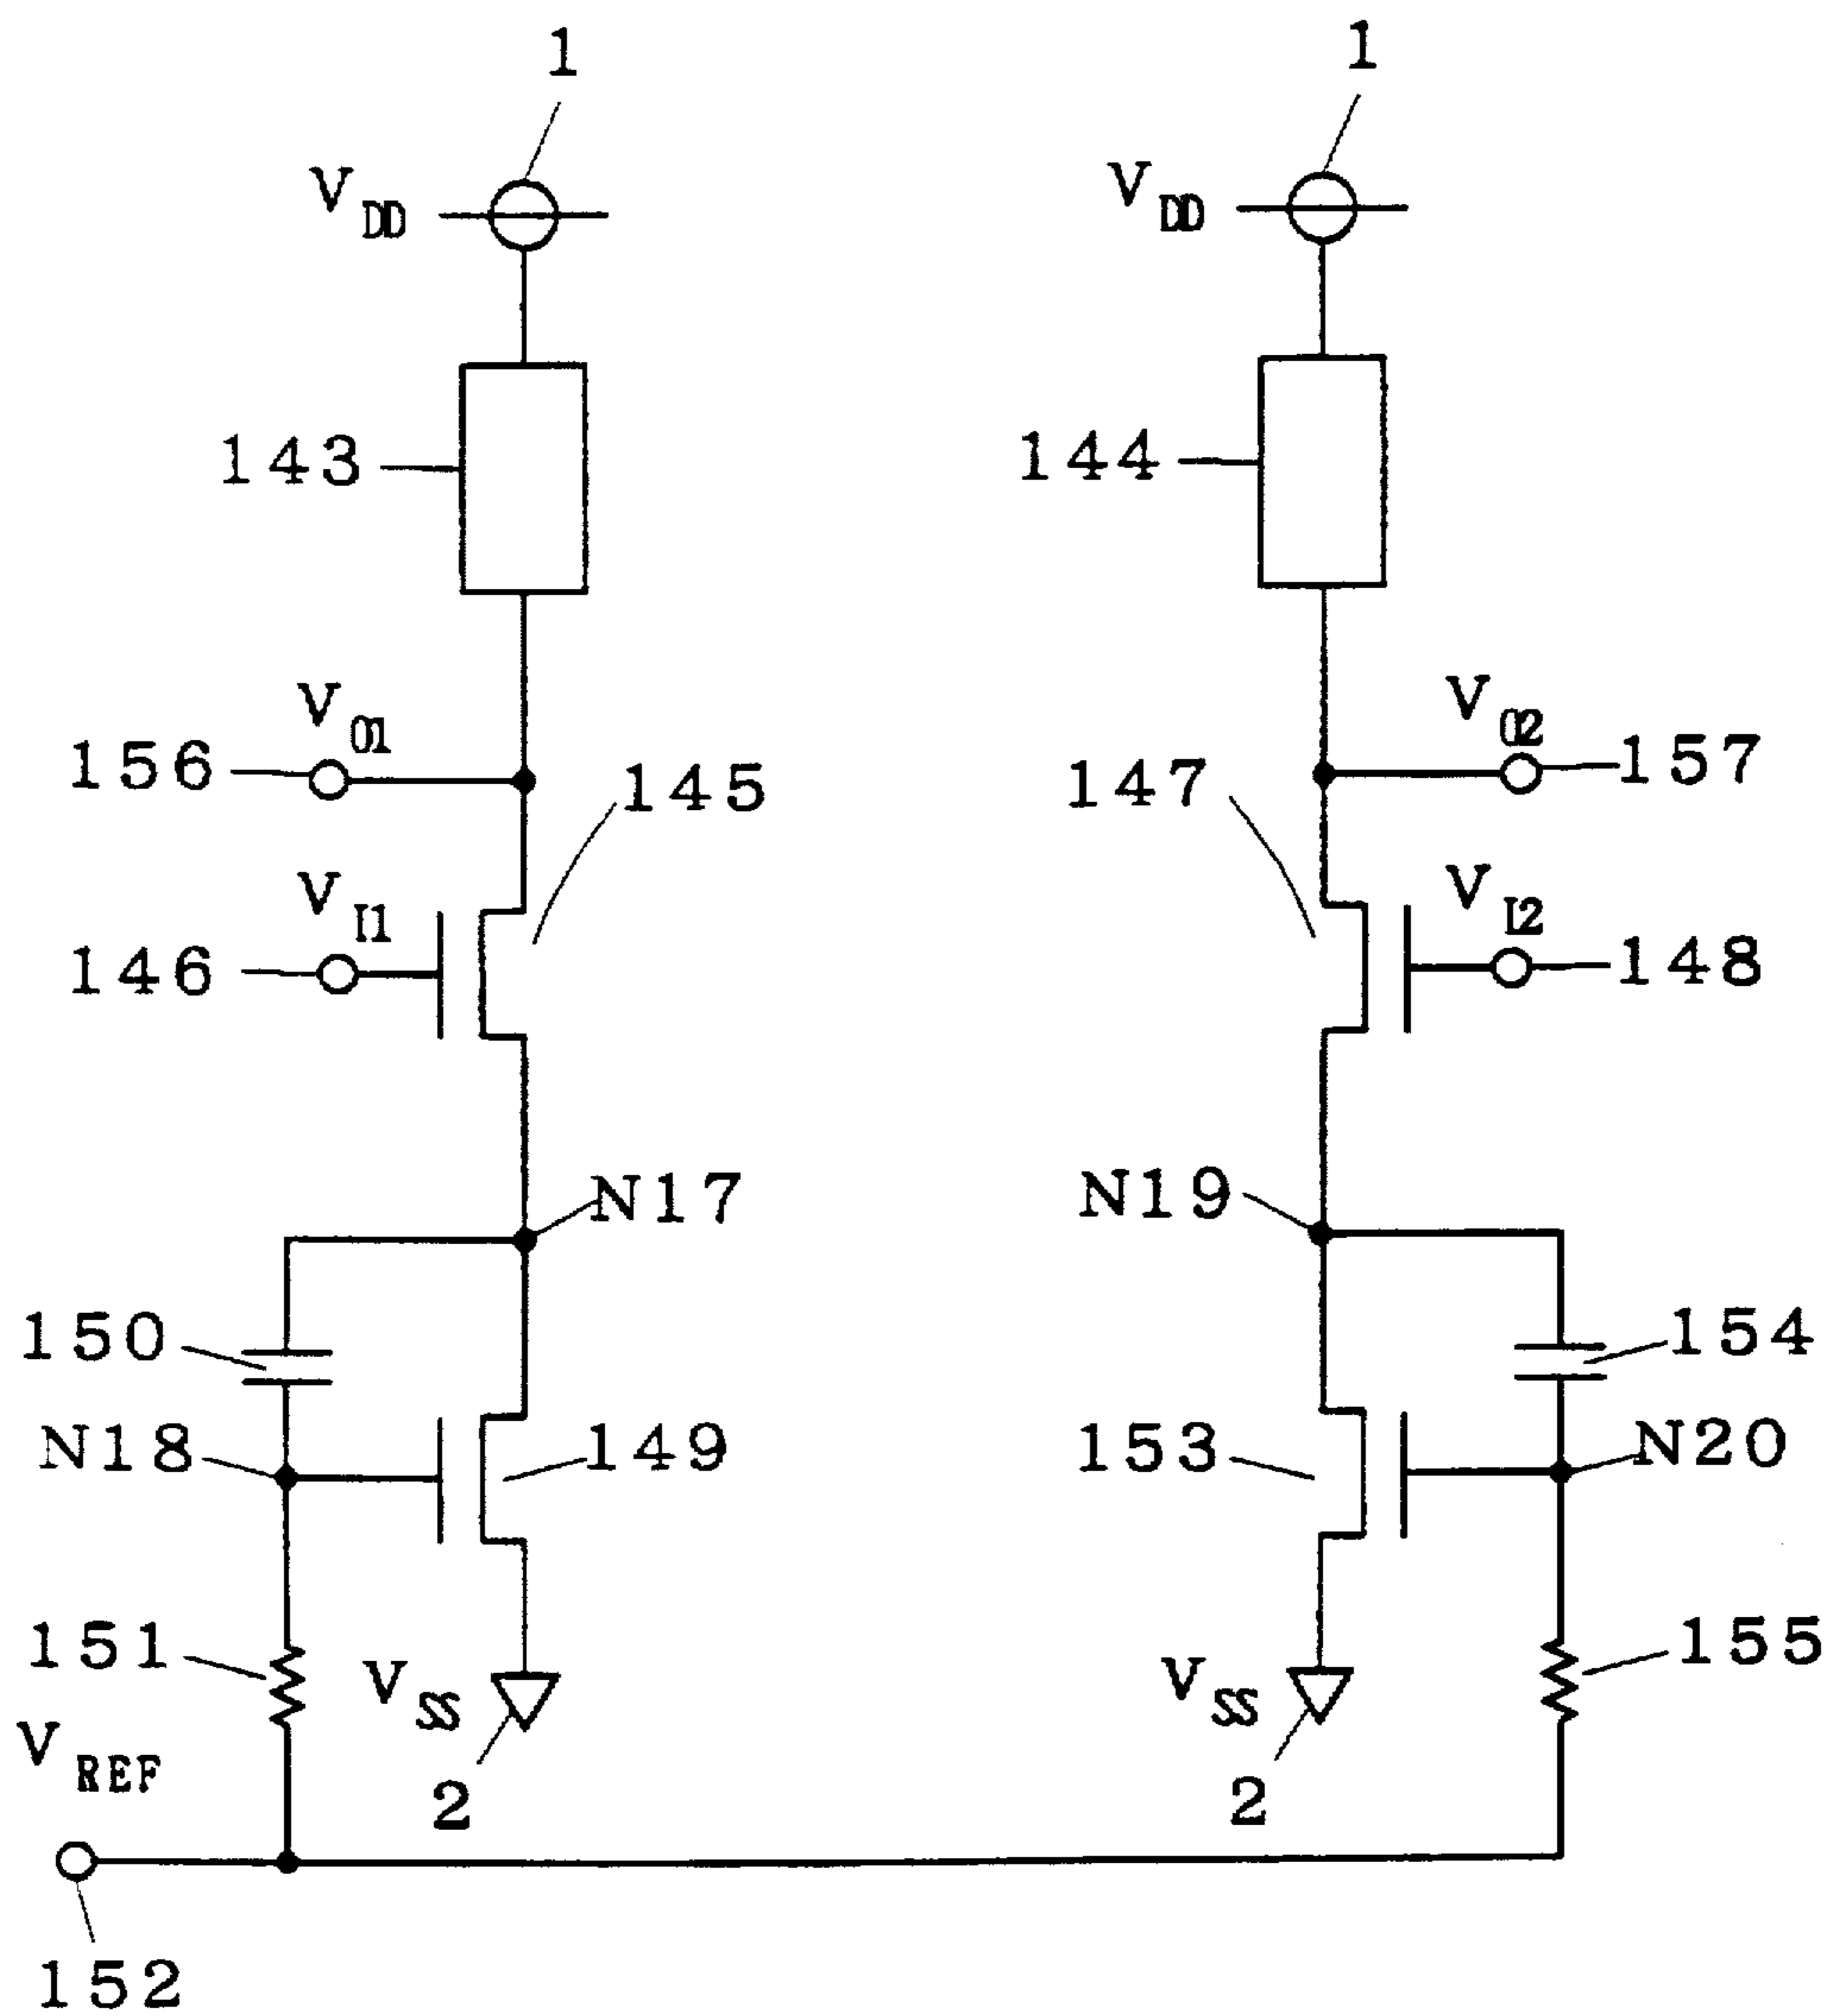 1 1
V_DD V_DD
143 144
V_O1 V_O2
156 145 147 157
V_I1 V_I2
146 148
N17 N19
150 154
N18 149 153 N20
151 V_SS V_SS 155
V_REF 2 2
152